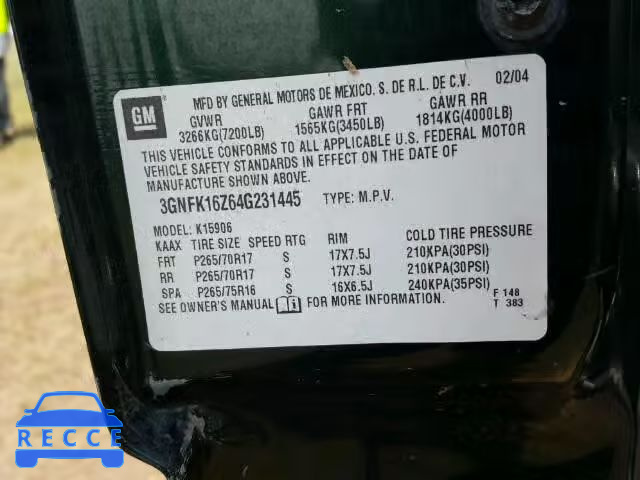 GM
MFD BY GENERAL MOTORS DE MEXICO, S. DE R.L. DE C.V. 02/04
GVWR GAWR FRT GAWR RR
3266KG(7200LB) 1565KG(3450LB) 1814KG(4000LB)
THIS VEHICLE CONFORMS TO ALL APPLICABLE U.S. FEDERAL MOTOR
VEHICLE SAFETY STANDARDS IN EFFECT ON THE DATE OF
MANUFACTURE SHOWN ABOVE.
3GNFK16Z64G231445 TYPE: M.P.V.
MODEL: K15906
KAAX TIRE SIZE SPEED RTG RIM COLD TIRE PRESSURE
FRT P265/70R17 S 17X7.5J 210KPA(30PSI)
RR P265/70R17 S 17X7.5J 210KPA(30PSI)
SPA P265/75R16 S 16X6.5J 240KPA(35PSI)
SEE OWNER'S MANUAL FOR MORE INFORMATION.
F 148
T 383
RECCE